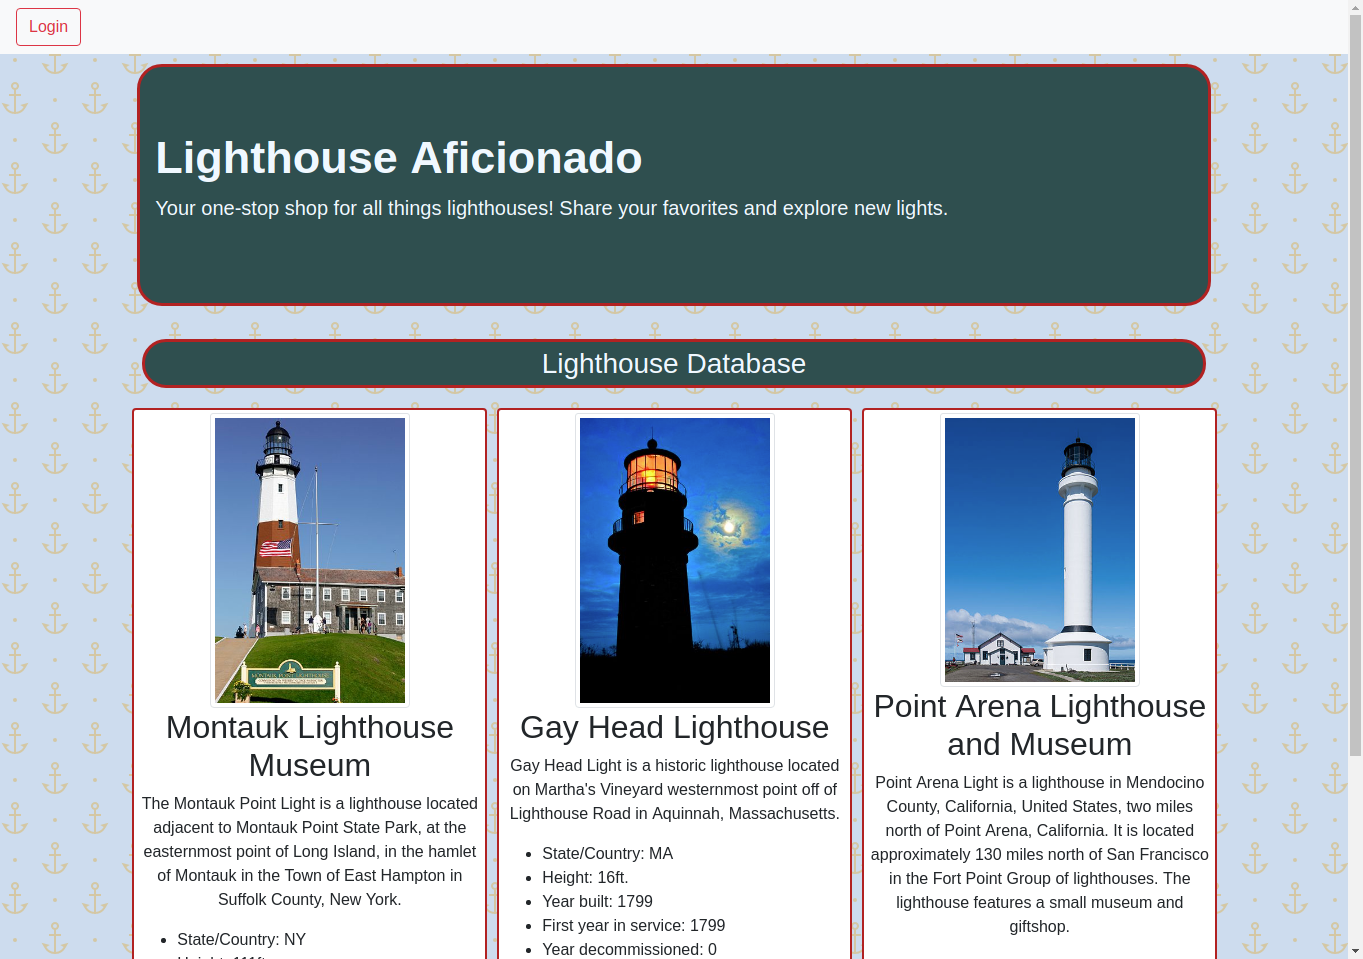 Login
Lighthouse Aficionado
Your one-stop shop for all things lighthouses! Share your favorites and explore new lights.
Lighthouse Database
MONTAUK POINT LIGHTHOUSE
Montauk Lighthouse
Museum
The Montauk Point Light is a lighthouse located
adjacent to Montauk Point State Park, at the
easternmost point of Long Island, in the hamlet
of Montauk in the Town of East Hampton in
Suffolk County, New York.
State/Country: NY
Gay Head Lighthouse
Gay Head Light is a historic lighthouse located
on Martha's Vineyard westernmost point off of
Lighthouse Road in Aquinnah, Massachusetts.
State/Country: MA
Height: 16ft.
Year built: 1799
First year in service: 1799
Year decommissioned: 0
Point Arena Lighthouse
and Museum
Point Arena Light is a lighthouse in Mendocino
County, California, United States, two miles
north of Point Arena, California. It is located
approximately 130 miles north of San Francisco
in the Fort Point Group of lighthouses. The
lighthouse features a small museum and
giftshop.